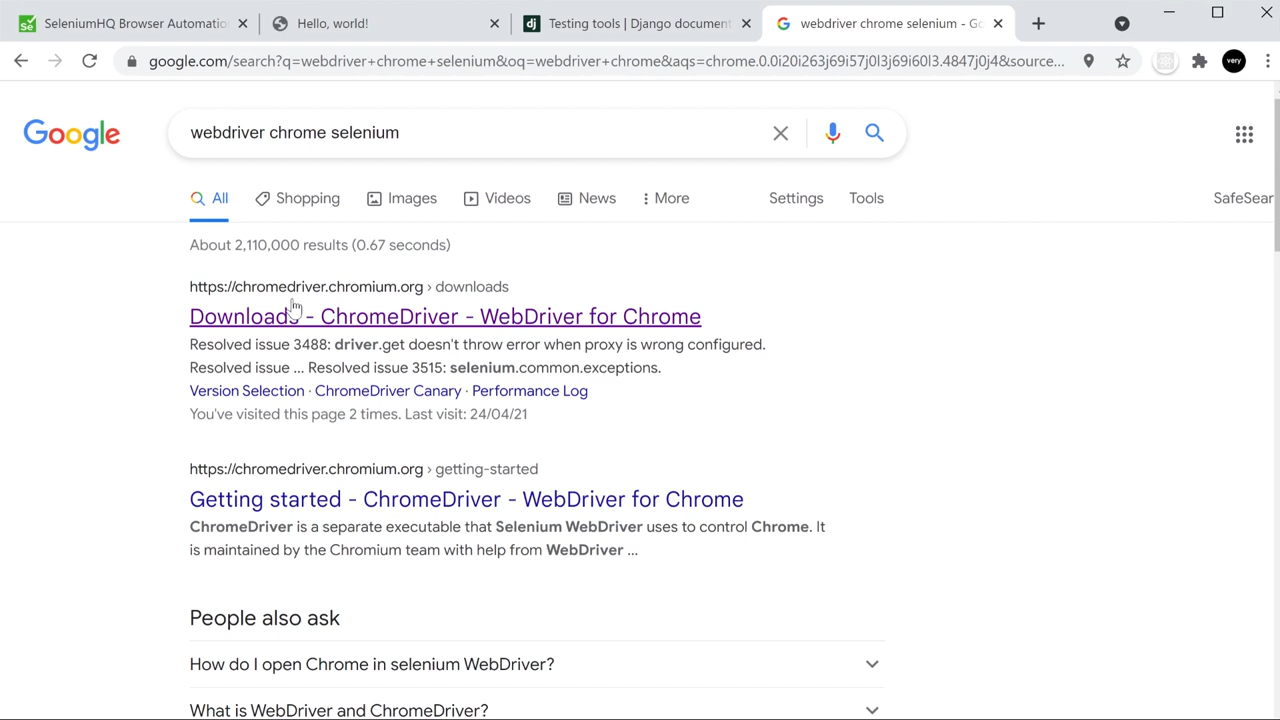 SeleniumHQ Browser Automatio
Hello, world!
Testing tools | Django document
webdriver chrome selenium - Go
google.com/search?q=webdriver+chrome+selenium&oq=webdriver+chrome&aqs=chrome.0.0i20i263j69i57j0l3j69i60l3.4847j0j4&source...
very
Google
webdriver chrome selenium
All
Shopping
Images
Videos
News
More
Settings
Tools
SafeSear
About 2,110,000 results (0.67 seconds)
https://chromedriver.chromium.org › downloads
Downloads - ChromeDriver - WebDriver for Chrome
Resolved issue 3488: driver.get doesn't throw error when proxy is wrong configured.
Resolved issue ... Resolved issue 3515: selenium.common.exceptions.
Version Selection · ChromeDriver Canary · Performance Log
You've visited this page 2 times. Last visit: 24/04/21
https://chromedriver.chromium.org › getting-started
Getting started - ChromeDriver - WebDriver for Chrome
ChromeDriver is a separate executable that Selenium WebDriver uses to control Chrome. It
is maintained by the Chromium team with help from WebDriver ...
People also ask
How do I open Chrome in selenium WebDriver?
What is WebDriver and ChromeDriver?